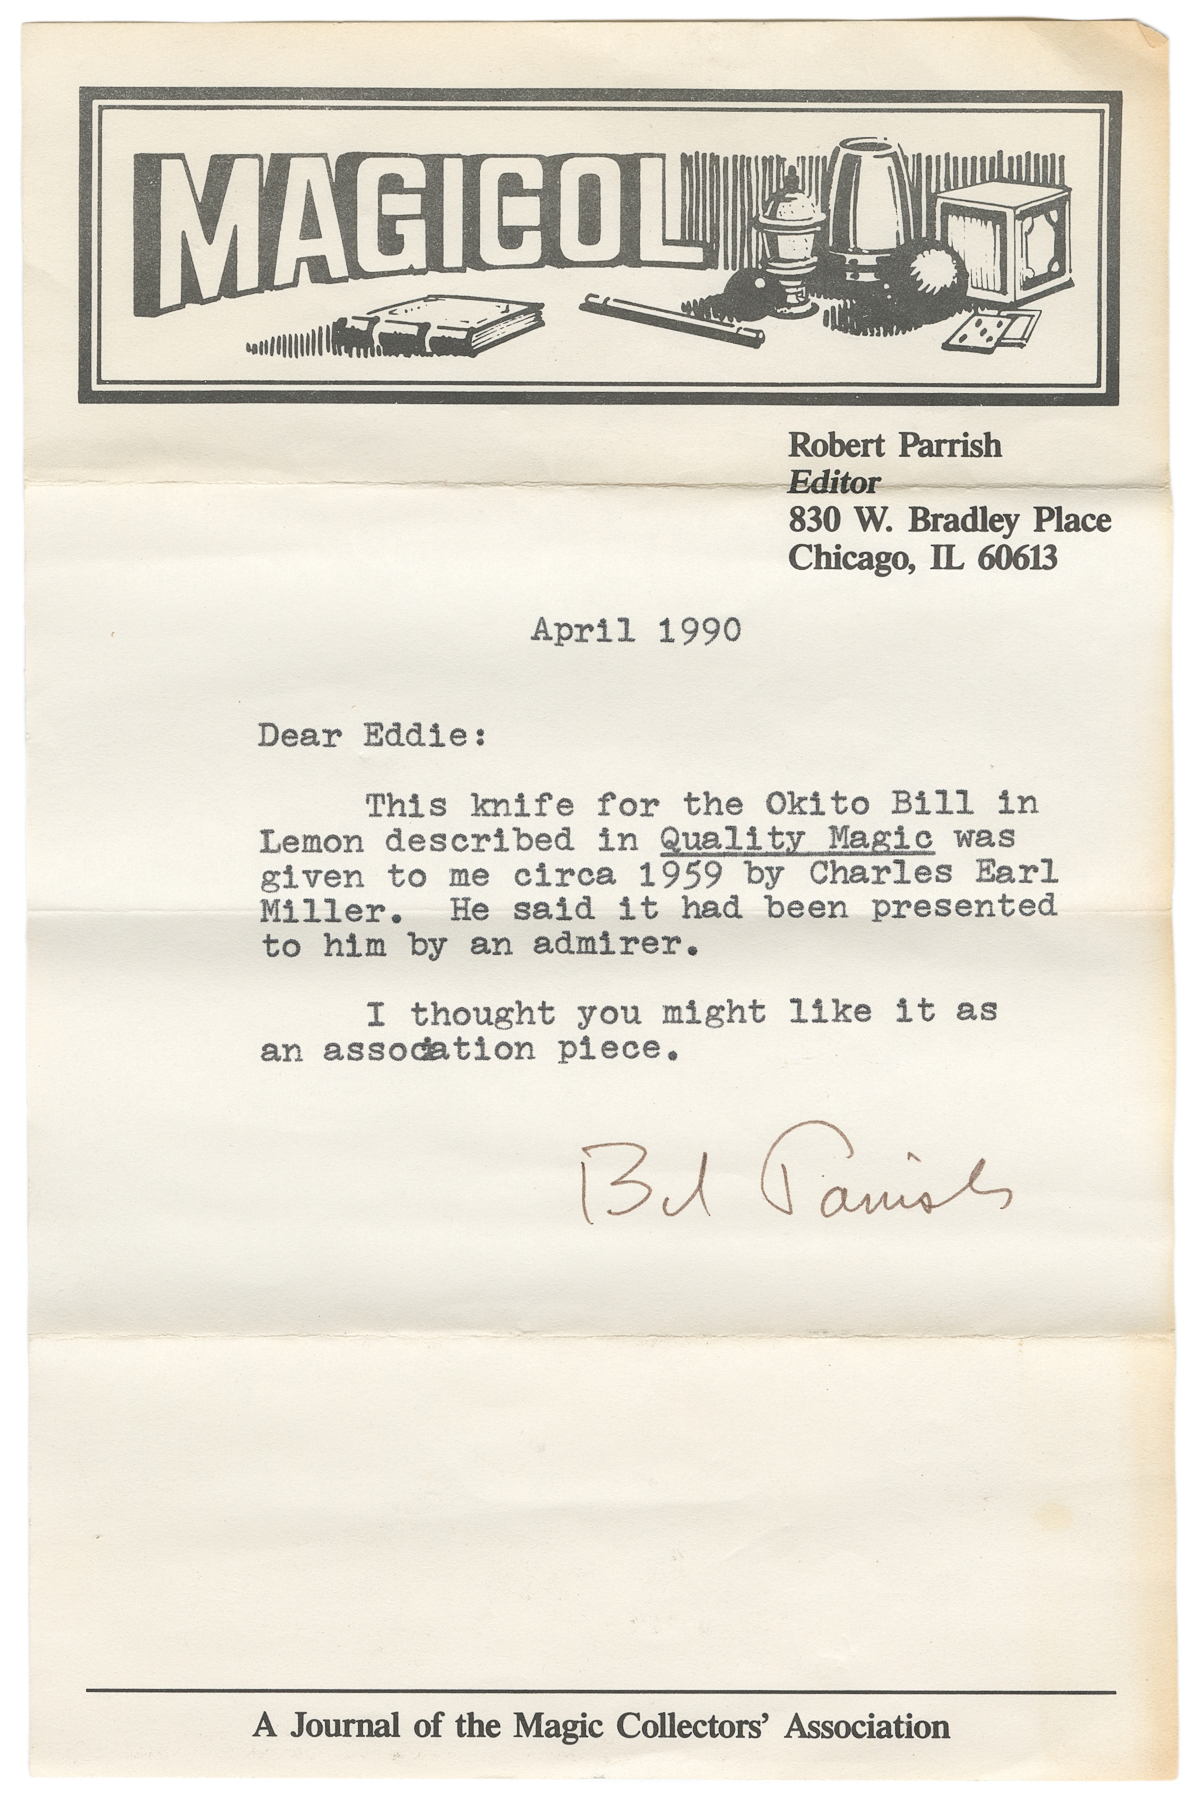 MAGICOL
Robert Parrish
Editor
830 W. Bradley Place
Chicago, IL 60613
April 1990
Dear Eddie:
This knife for the Okito Bill in
Lemon described in Quality Magic was
given to me circa 1959 by Charles Earl
Miller. He said it had been presented
to him by an admirer.
I thought you might like it as
an association piece.
Bob Parrish
A Journal of the Magic Collectors' Association